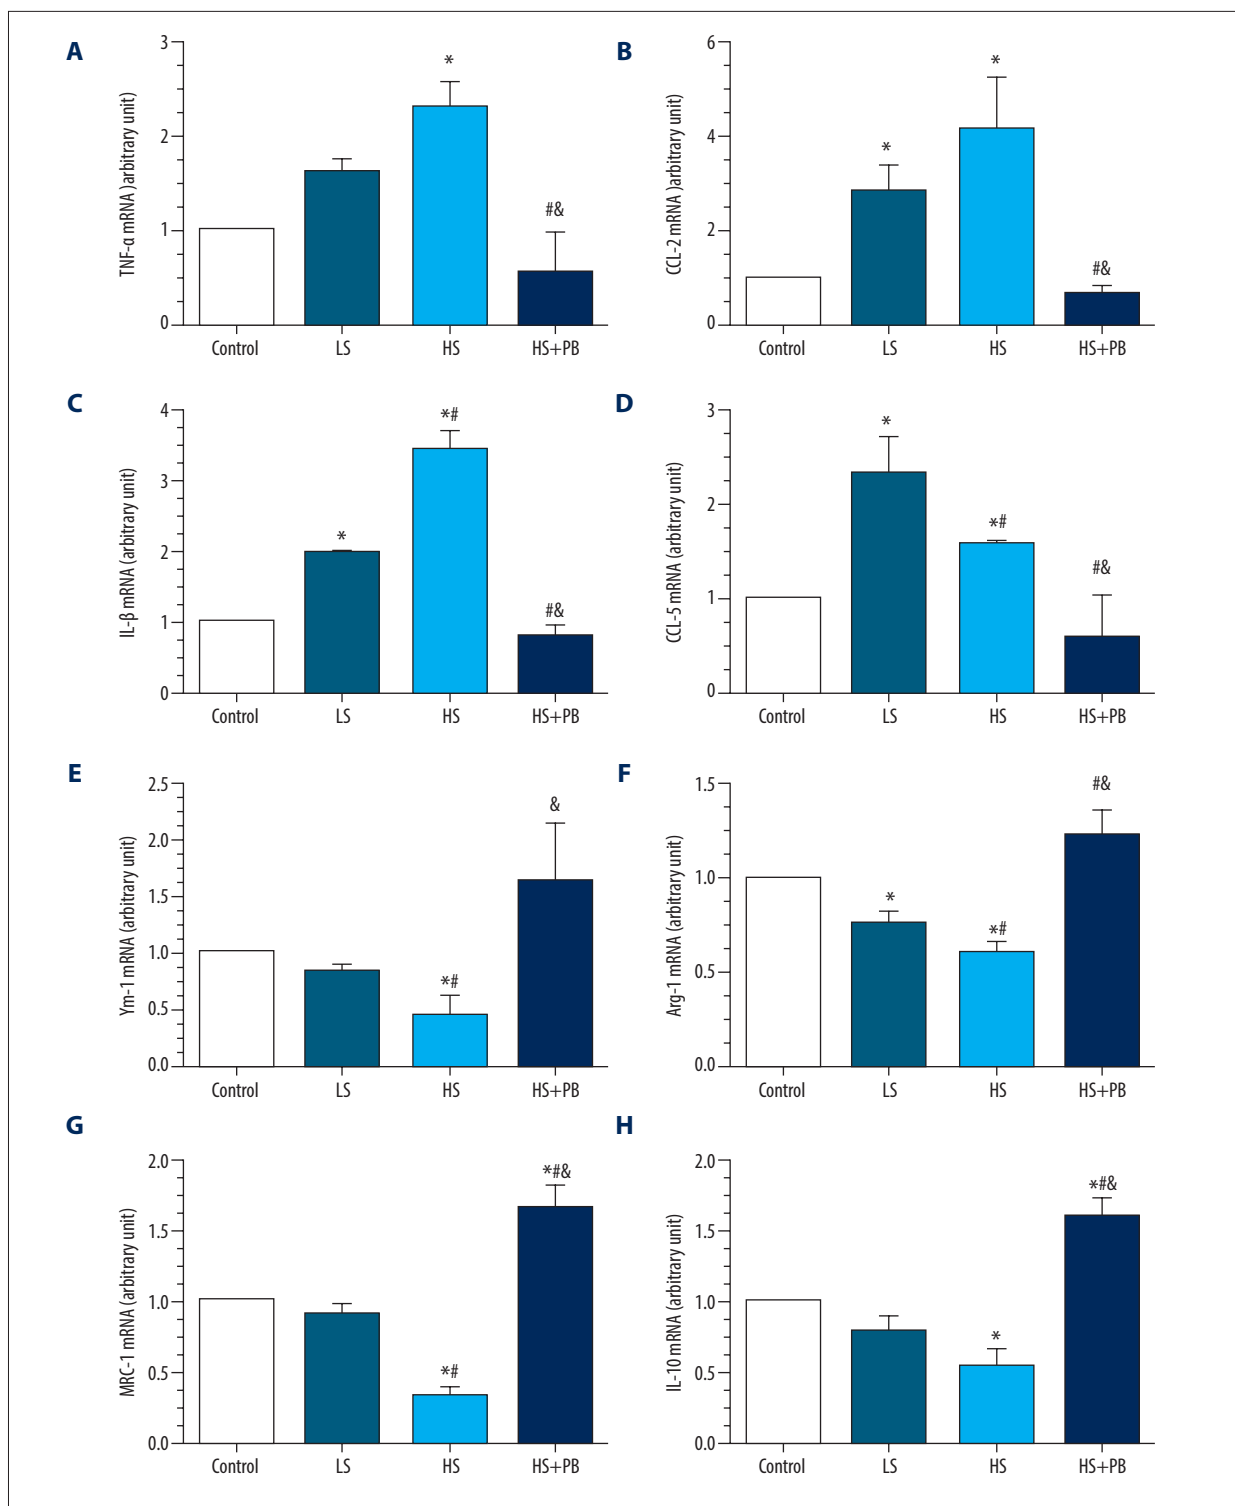 A
TNF-α mRNA )arbitrary unit)
3
2
1
0
*
#&
Control LS HS HS+PB
B
CCL-2 mRNA )arbitrary unit)
6
4
2
0
*
*
#&
Control LS HS HS+PB
C
IL-β mRNA (arbitrary unit)
4
3
2
1
0
*
*#
#&
Control LS HS HS+PB
D
CCL-5 mRNA (arbitrary unit)
3
2
1
0
*
*#
#&
Control LS HS HS+PB
E
Ym-1 mRNA (arbitrary unit)
2.5
2.0
1.5
1.0
0.5
0.0
*#
&
Control LS HS HS+PB
F
Arg-1 mRNA (arbitrary unit)
1.5
1.0
0.5
0.0
*
*#
#&
Control LS HS HS+PB
G
MRC-1 mRNA (arbitrary unit)
2.0
1.5
1.0
0.5
0.0
*#
*#&
Control LS HS HS+PB
H
IL-10 mRNA (arbitrary unit)
2.0
1.5
1.0
0.5
0.0
*
*#&
Control LS HS HS+PB